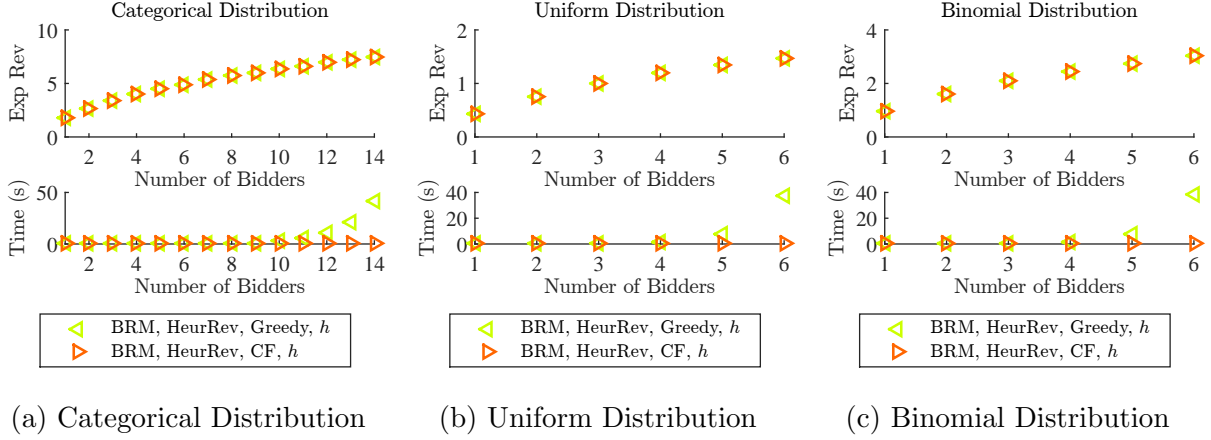 Categorical Distribution
10
5
0
Exp Rev
2 4 6 8 10 12 14
Number of Bidders
50
0
Time (s)
2 4 6 8 10 12 14
Number of Bidders
BRM, HeurRev, Greedy, h
BRM, HeurRev, CF, h
(a) Categorical Distribution
Uniform Distribution
2
1
0
Exp Rev
1 2 3 4 5 6
Number of Bidders
40
20
0
Time (s)
1 2 3 4 5 6
Number of Bidders
BRM, HeurRev, Greedy, h
BRM, HeurRev, CF, h
(b) Uniform Distribution
Binomial Distribution
4
2
0
Exp Rev
1 2 3 4 5 6
Number of Bidders
40
20
0
Time (s)
1 2 3 4 5 6
Number of Bidders
BRM, HeurRev, Greedy, h
BRM, HeurRev, CF, h
(c) Binomial Distribution